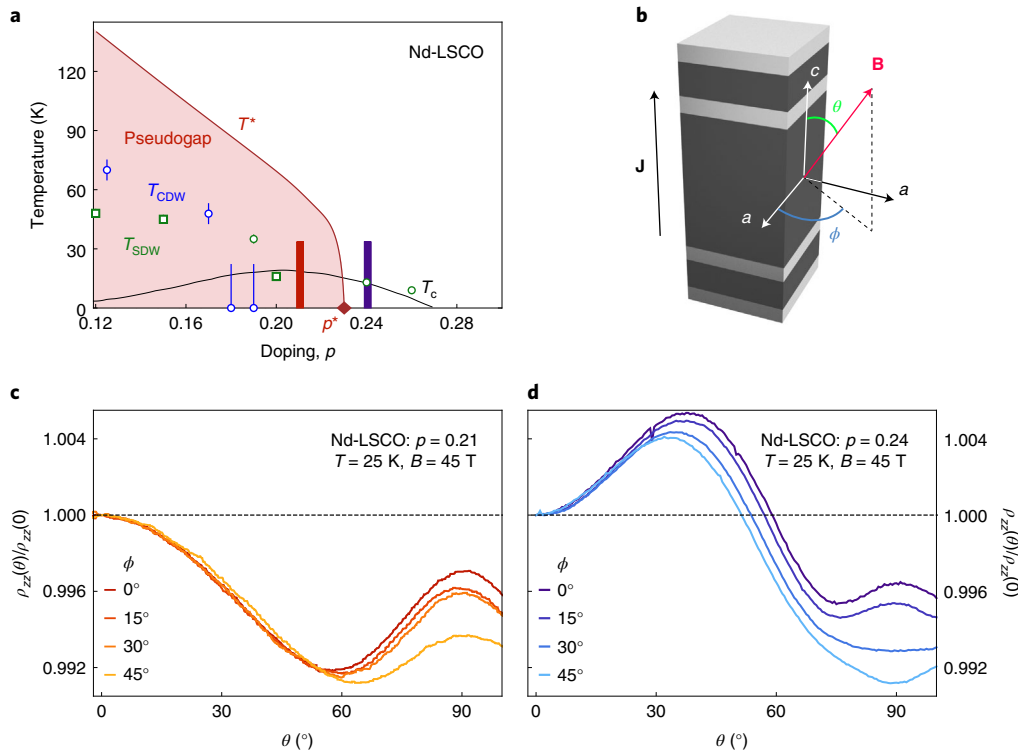 a
Nd-LSCO
120
90
60
30
0
Temperature (K)
Pseudogap
T*
T_CDW
T_SDW
T_c
p*
0.12
0.16
0.20
0.24
0.28
Doping, p
b
J
c
B
θ
a
a
ϕ
c
Nd-LSCO: p = 0.21
T = 25 K, B = 45 T
1.004
1.000
0.996
0.992
ρzz(θ)/ρzz(0)
ϕ
0°
15°
30°
45°
0
30
60
90
θ (°)
d
Nd-LSCO: p = 0.24
T = 25 K, B = 45 T
1.004
1.000
0.996
0.992
ρzz(θ)/ρzz(0)
ϕ
0°
15°
30°
45°
0
30
60
90
θ (°)